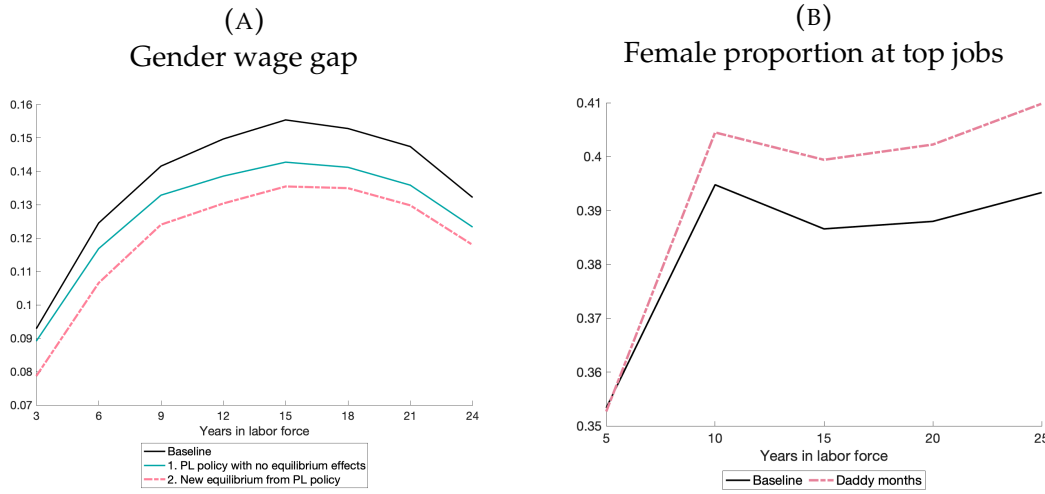 (A)
Gender wage gap
0.16
0.15
0.14
0.13
0.12
0.11
0.1
0.09
0.08
0.07
3 6 9 12 15 18 21 24
Years in labor force
Baseline
1. PL policy with no equilibrium effects
2. New equilibrium from PL policy
(B)
Female proportion at top jobs
0.41
0.4
0.39
0.38
0.37
0.36
0.35
5 10 15 20 25
Years in labor force
Baseline Daddy months